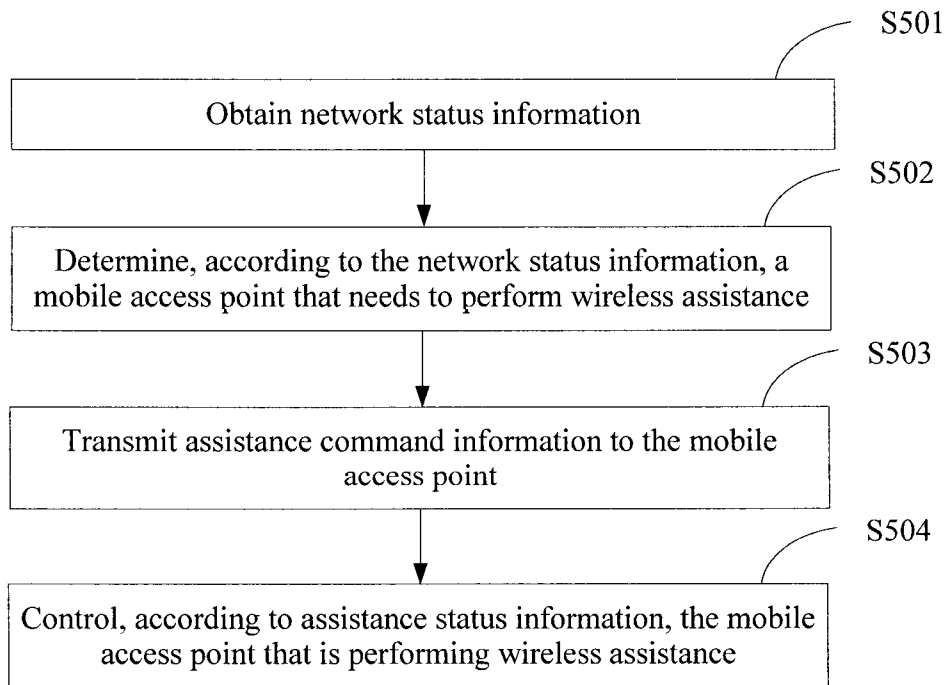 S501
Obtain network status information
S502
Determine, according to the network status information, a
mobile access point that needs to perform wireless assistance
S503
Transmit assistance command information to the mobile
access point
S504
Control, according to assistance status information, the mobile
access point that is performing wireless assistance